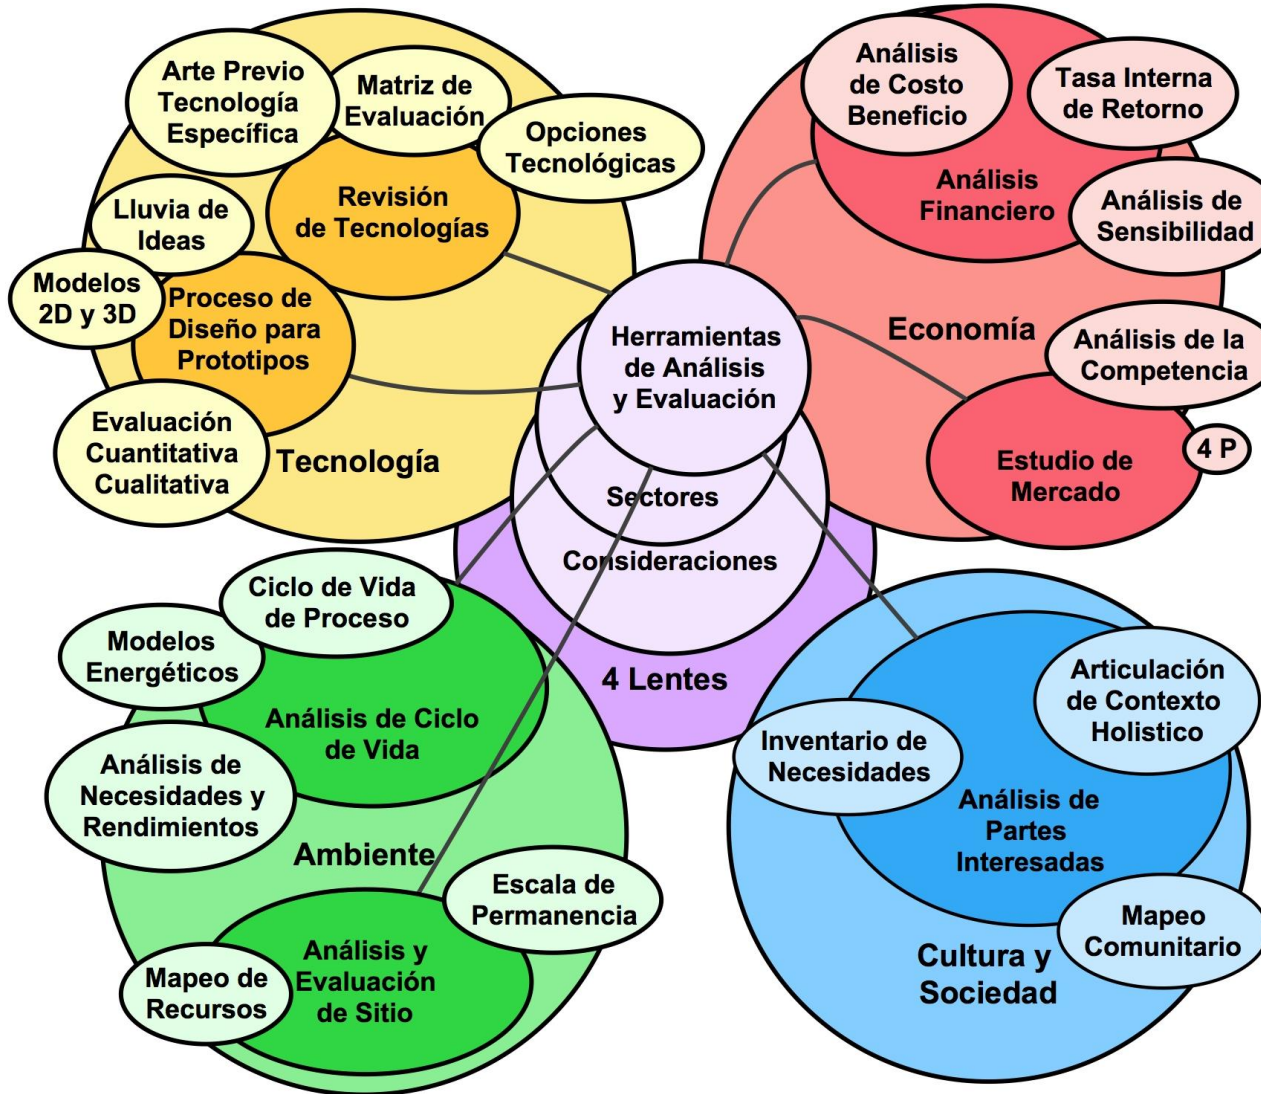 Arte Previo
Tecnología
Específica
Matriz de
Evaluación
Opciones
Tecnológicas
Revisión
de Tecnologías
Lluvia de
Ideas
Modelos
2D y 3D
Proceso de
Diseño para
Prototipos
Evaluación
Cuantitativa
Cualitativa
Tecnología
Análisis
de Costo
Beneficio
Tasa Interna
de Retorno
Análisis
Financiero
Análisis de
Sensibilidad
Economía
Análisis de la
Competencia
4 P
Estudio de
Mercado
Herramientas
de Análisis
y Evaluación
Sectores
Consideraciones
4 Lentes
Ciclo de Vida
de Proceso
Modelos
Energéticos
Análisis de Ciclo
de Vida
Análisis de
Necesidades y
Rendimientos
Ambiente
Escala de
Permanencia
Análisis y
Evaluación
de Sitio
Mapeo de
Recursos
Articulación
de Contexto
Holistico
Inventario de
Necesidades
Análisis de
Partes
Interesadas
Mapeo
Comunitario
Cultura y
Sociedad